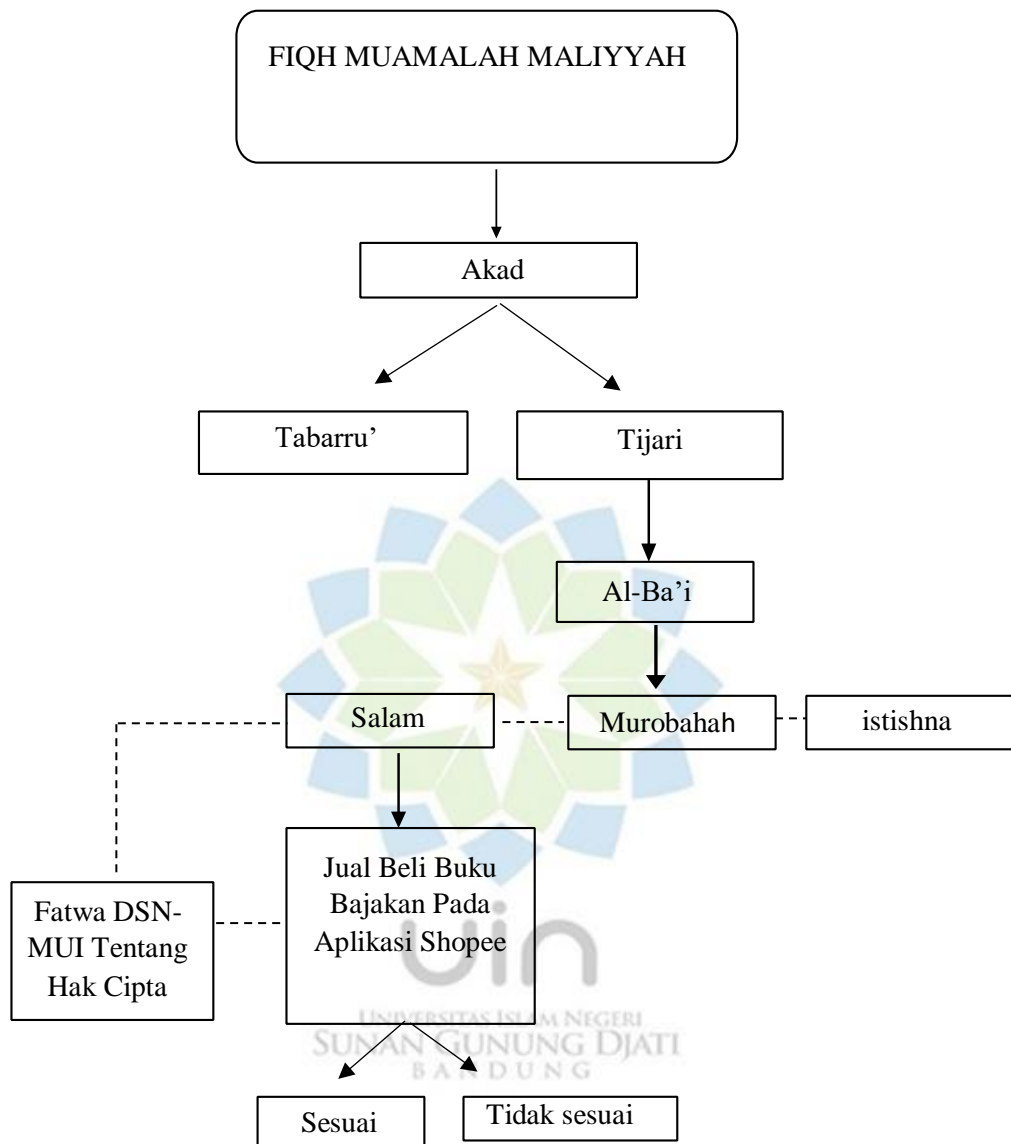 FIQH MUAMALAH MALIYYAH
Akad
Tabarru’
Tijari
Al-Ba’i
Salam
Murobahah
istishna
Jual Beli Buku
Bajakan Pada
Aplikasi Shopee
Fatwa DSN-
MUI Tentang
Hak Cipta
uin
UNIVERSITAS ISLAM NEGERI
SUNAN GUNUNG DJATI
BANDUNG
Sesuai
Tidak sesuai